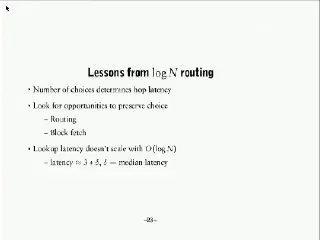 Lessons from log N routing
• Number of choices determines hop latency
• Look for opportunities to preserve choice
– Routing
– Block fetch
• Lookup latency doesn't scale with O(log N)
– latency ≈ 3 * δ, δ = median latency
–23–